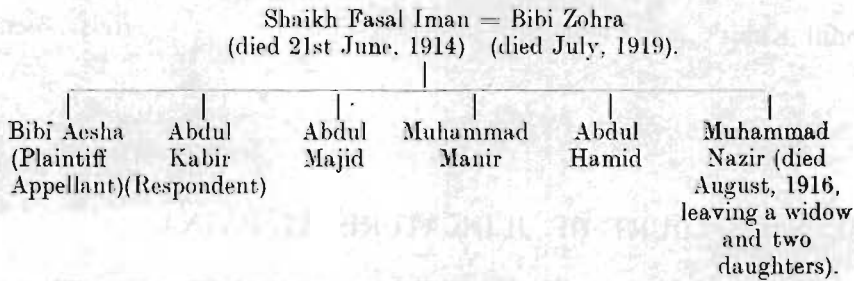 Shaikh Fasal Iman = Bibi Zohra
(died 21st June, 1914) (died July, 1919).
Bibi Aesha Abdul Abdul Muhammad Abdul Muhammad
(Plaintiff Kabir Majid Manir Hamid Nazir (died
Appellant)(Respondent) August, 1916,
leaving a widow
and two
daughters).